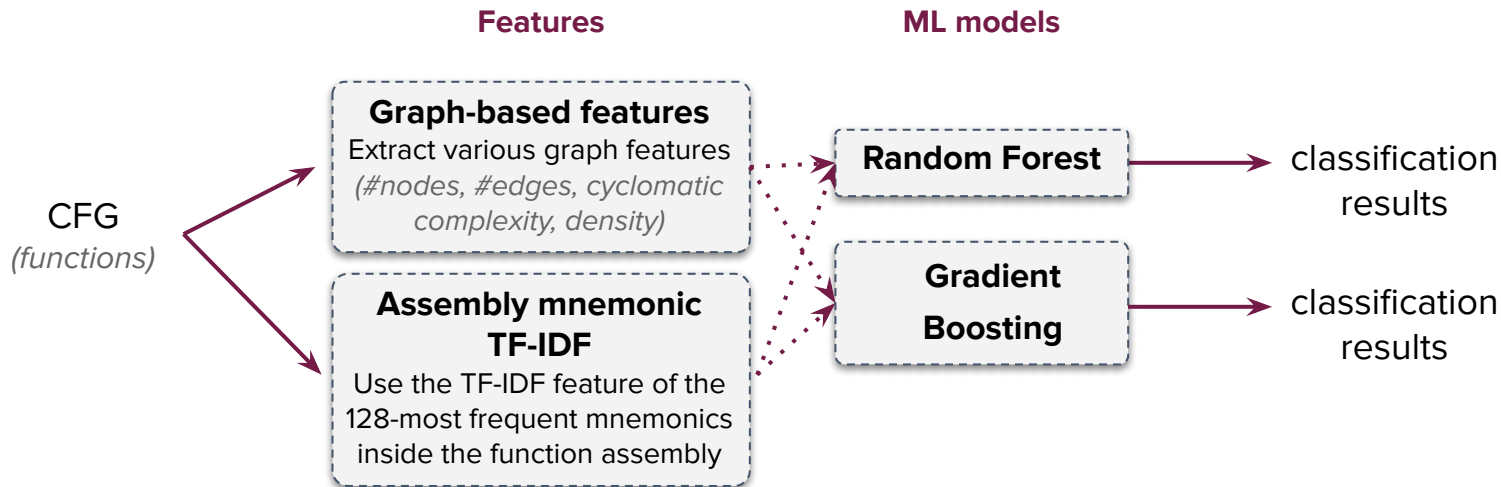 Features
ML models
CFG
(functions)
Graph-based features
Extract various graph features
(#nodes, #edges, cyclomatic
complexity, density)
Assembly mnemonic
TF-IDF
Use the TF-IDF feature of the
128-most frequent mnemonics
inside the function assembly
Random Forest
Gradient
Boosting
classification
results
classification
results